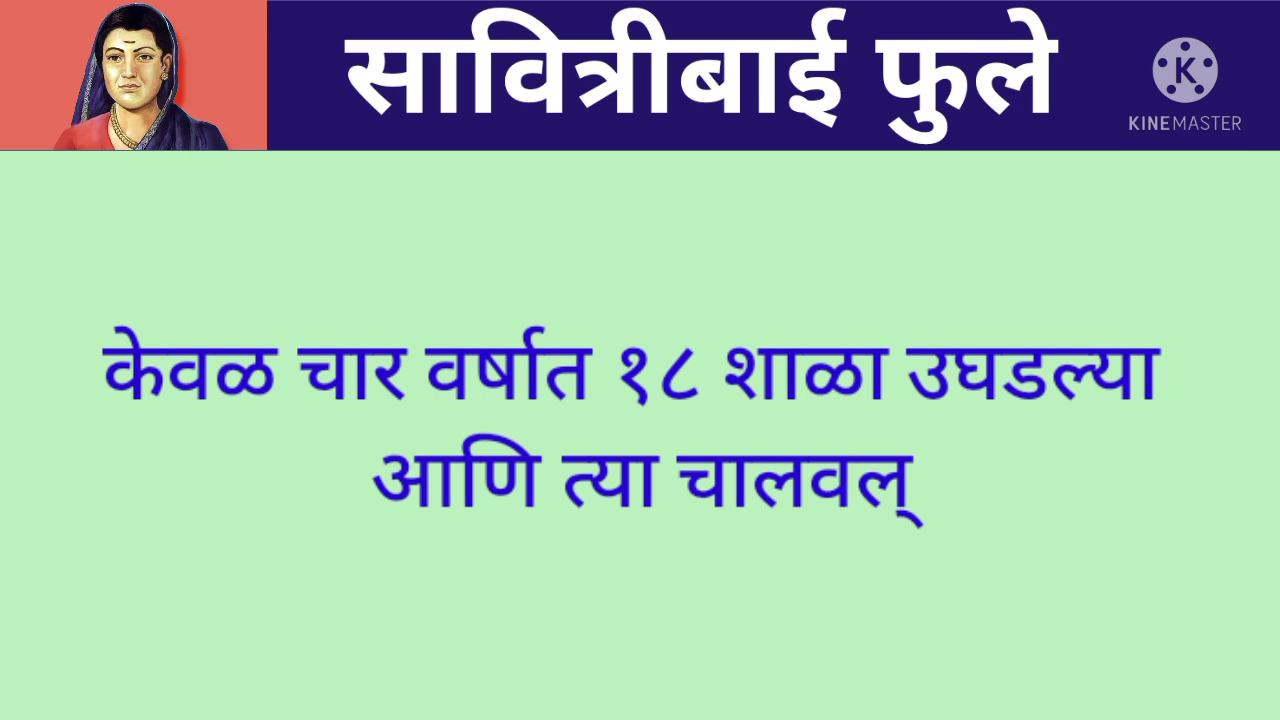 सावित्रीबाई फुले
K
KINEMASTER
केवळ चार वर्षात १८ शाळा उघडल्या
आणि त्या चालवल्